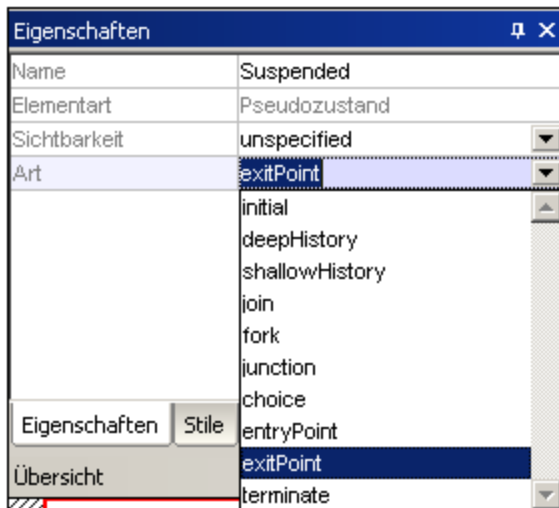 Eigenschaften
Name Suspended
Elementart Pseudozustand
Sichtbarkeit unspecified
Art exitPoint
initial
deepHistory
shallowHistory
join
fork
junction
choice
Eigenschaften Stile entryPoint
exitPoint
Übersicht
terminate